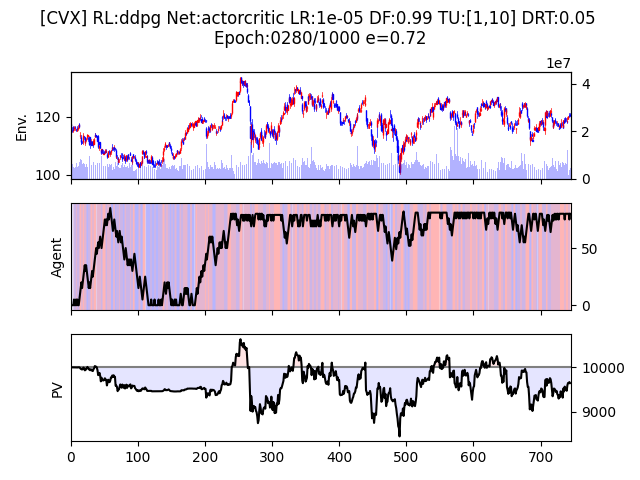 [CVX] RL:ddpg Net:actorcritic LR:1e-05 DF:0.99 TU:[1,10] DRT:0.05
Epoch:0280/1000 e=0.72
1e7
Env.
120
100
4
2
0
Agent
50
0
PV
10000
9000
0 100 200 300 400 500 600 700